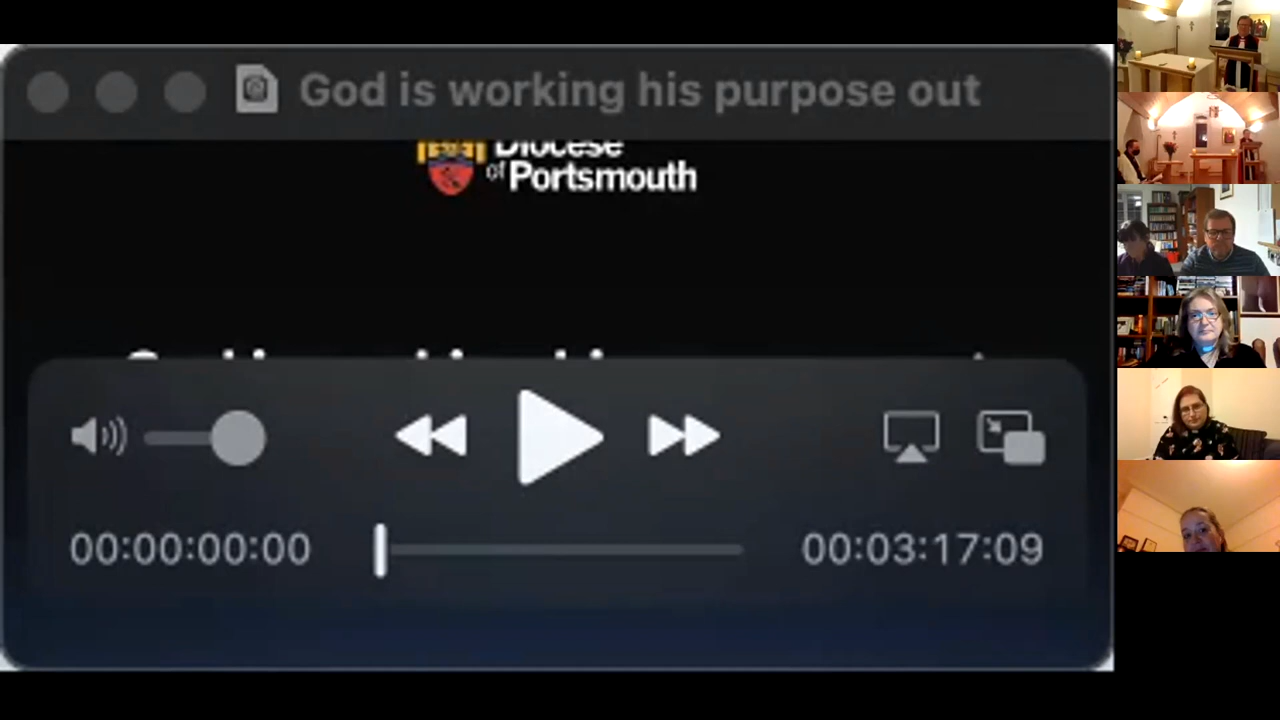 God is working his purpose out
Diocese
of Portsmouth
00:00:00:00
00:03:17:09